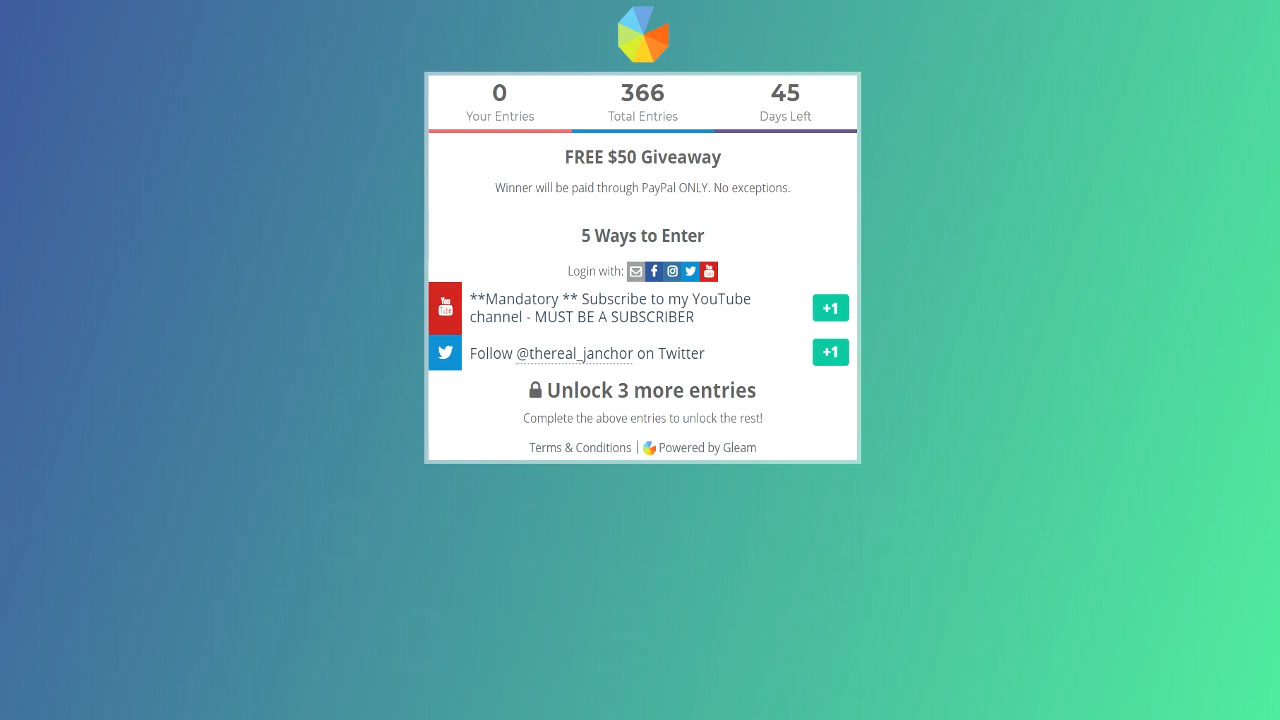 0 366 45
Your Entries Total Entries Days Left
FREE $50 Giveaway
Winner will be paid through PayPal ONLY. No exceptions.
5 Ways to Enter
Login with:
**Mandatory ** Subscribe to my YouTube
channel - MUST BE A SUBSCRIBER
+1
Follow @thereal_janchor on Twitter
+1
Unlock 3 more entries
Complete the above entries to unlock the rest!
Terms & Conditions | Powered by Gleam